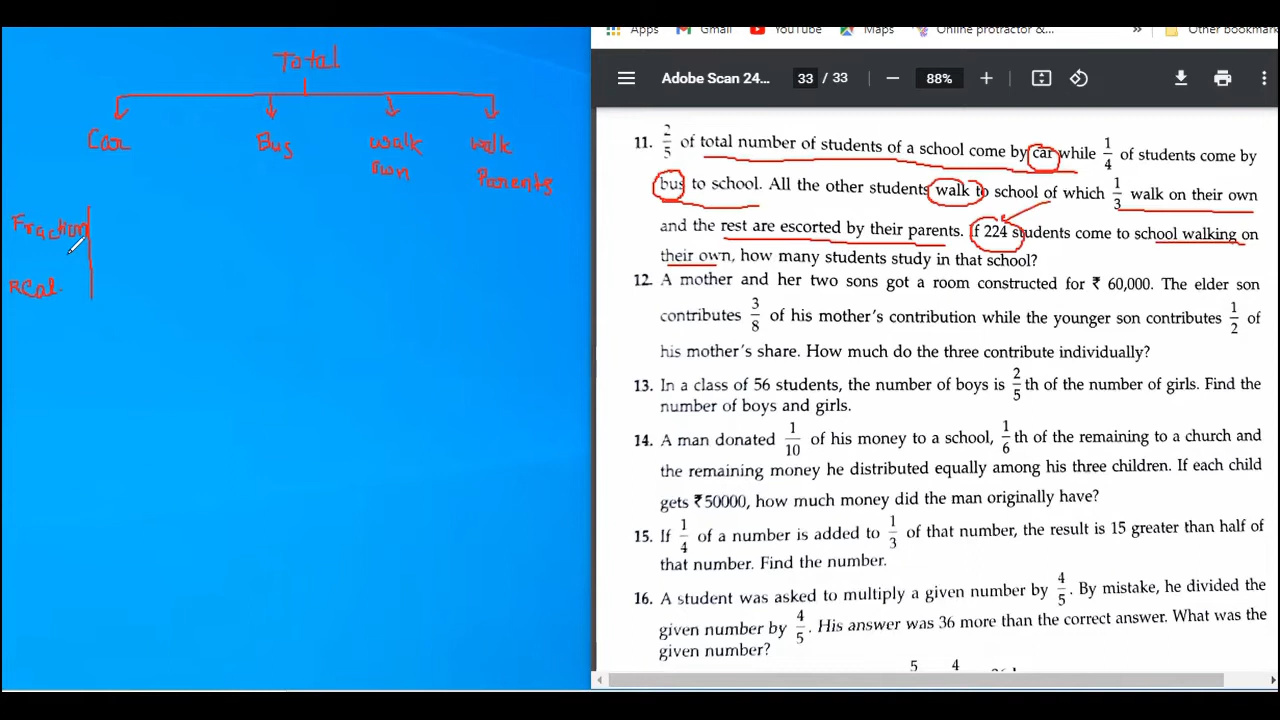 Total
Car Bus Walk Own Walk Parents
Fraction
Real
Apps Gmail YouTube Maps Online protractor &... » Other bookmark
Adobe Scan 24... 33 / 33 88%
11. 2/5 of total number of students of a school come by car while 1/4 of students come by
bus to school. All the other students walk to school of which 1/3 walk on their own
and the rest are escorted by their parents. If 224 students come to school walking on
their own, how many students study in that school?
12. A mother and her two sons got a room constructed for ₹ 60,000. The elder son
contributes 3/8 of his mother's contribution while the younger son contributes 1/2 of
his mother's share. How much do the three contribute individually?
13. In a class of 56 students, the number of boys is 2/5th of the number of girls. Find the
number of boys and girls.
14. A man donated 1/10 of his money to a school, 1/6th of the remaining to a church and
the remaining money he distributed equally among his three children. If each child
gets ₹ 50000, how much money did the man originally have?
15. If 1/4 of a number is added to 1/3 of that number, the result is 15 greater than half of
that number. Find the number.
16. A student was asked to multiply a given number by 4/5. By mistake, he divided the
given number by 4/5. His answer was 36 more than the correct answer. What was the
given number?
5 4